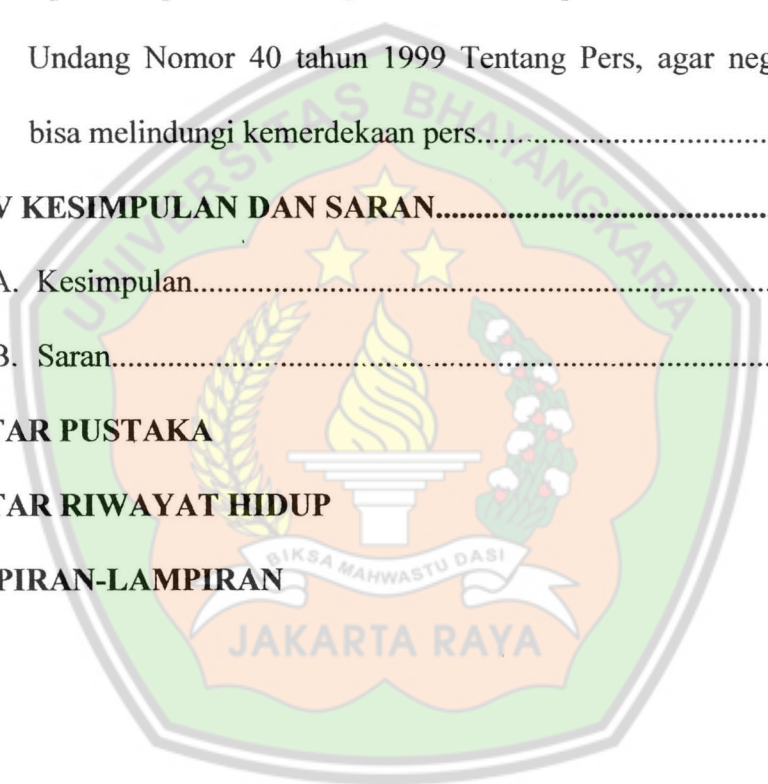 Undang Nomor 40 tahun 1999 Tentang Pers, agar neg
bisa melindungi kemerdekaan pers..........................
V KESIMPULAN DAN SARAN..........................
A. Kesimpulan..........................
B. Saran..........................
TAR PUSTAKA
TAR RIWAYAT HIDUP
PIRAN-LAMPIRAN
UNIVERSITAS BHAYANGKARA
BIKSA MAHWASTU DASI
JAKARTA RAYA